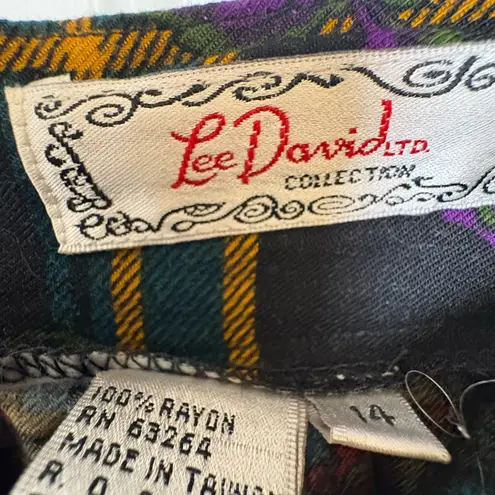 Lee David LTD.
COLLECTION
100% RAYON
RN 63264
MADE IN TAIWAN
R. O.
14